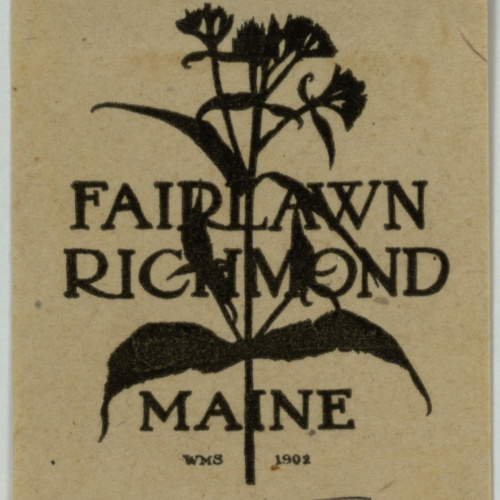 FAIRLAWN
RICHMOND
MAINE
WMS 1902